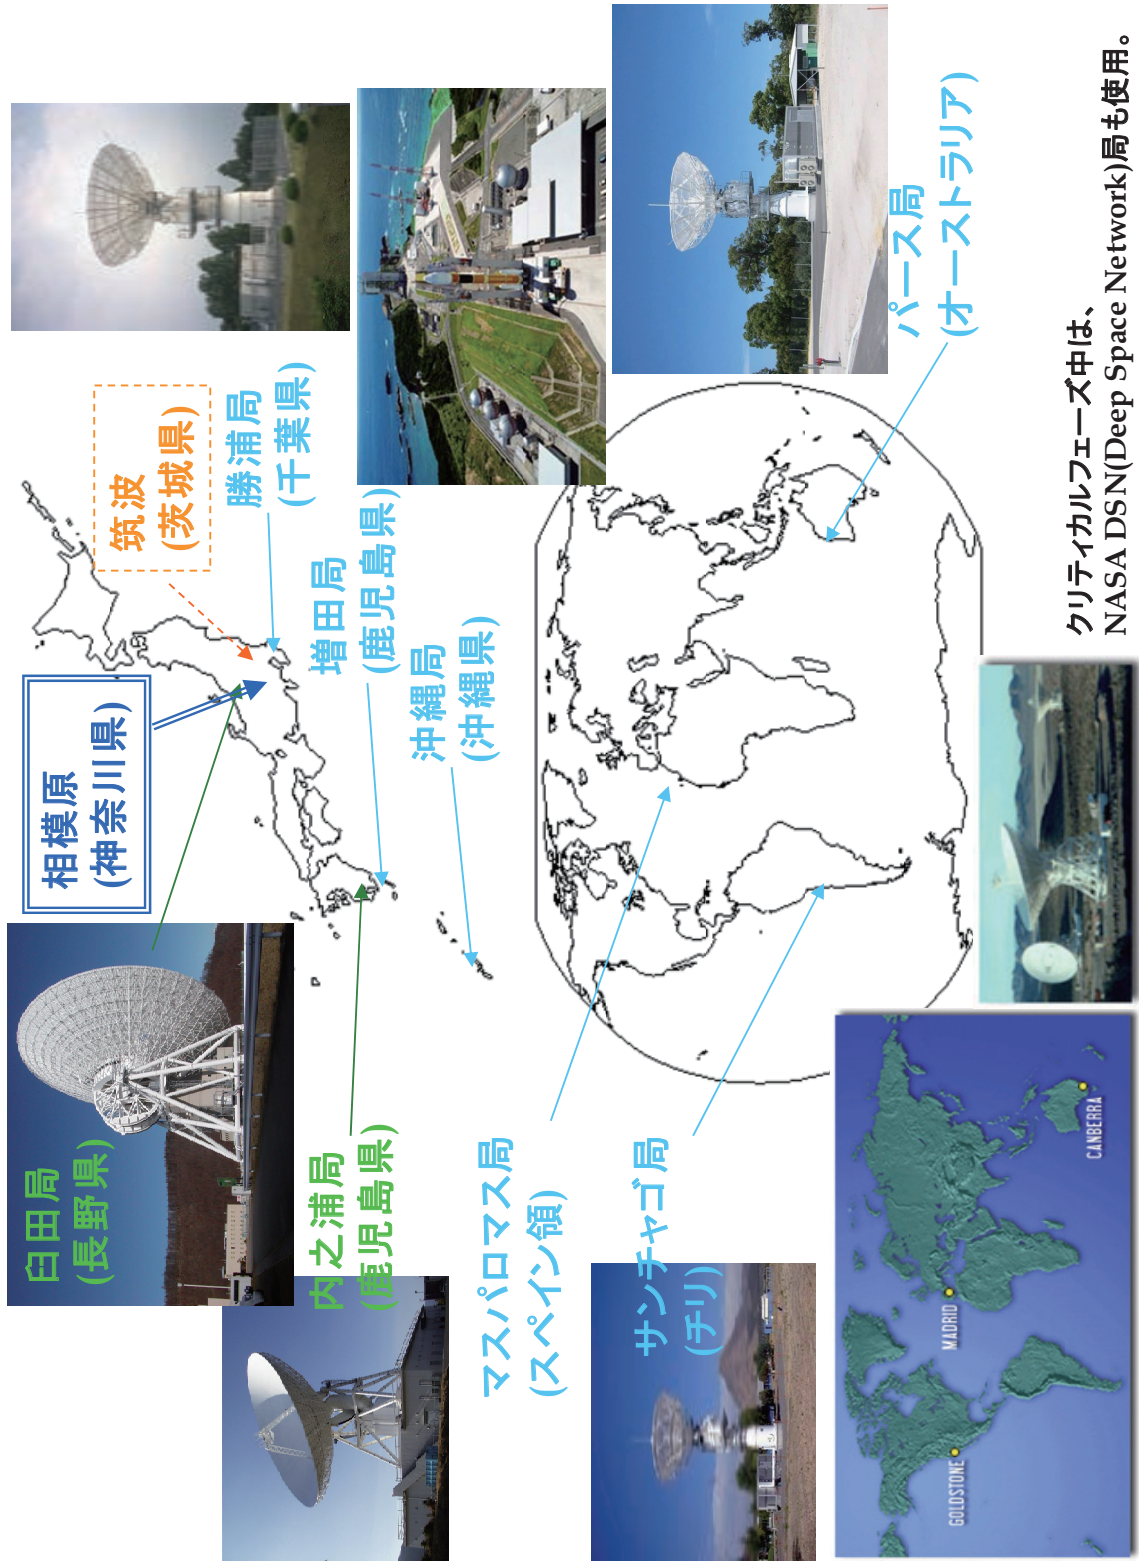 臼田局
(長野県)
相模原
(神奈川県)
筑波
(茨城県)
勝浦局
(千葉県)
内之浦局
(鹿児島県)
増田局
(鹿児島県)
沖縄局
(沖縄県)
マスパロマス局
(スペイン領)
サンチャゴ局
(チリ)
パース局
(オーストラリア)
GOLDSTONE
MADRID
CANBERRA
クリティカルフェーズ中は、
NASA DSN(Deep Space Network)局も使用。